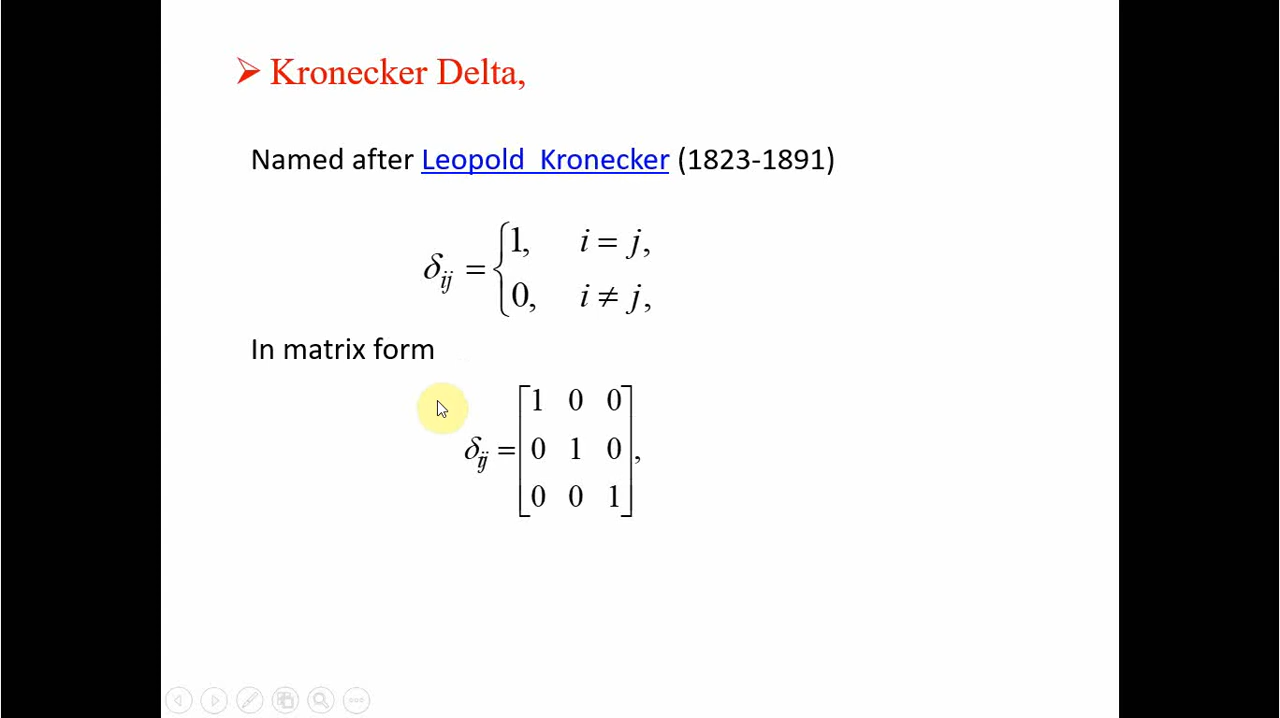 ➢ Kronecker Delta,
Named after Leopold Kronecker (1823-1891)
δij = {1, i = j,
0, i ≠ j,
In matrix form
δij = [1 0 0
0 1 0
0 0 1],